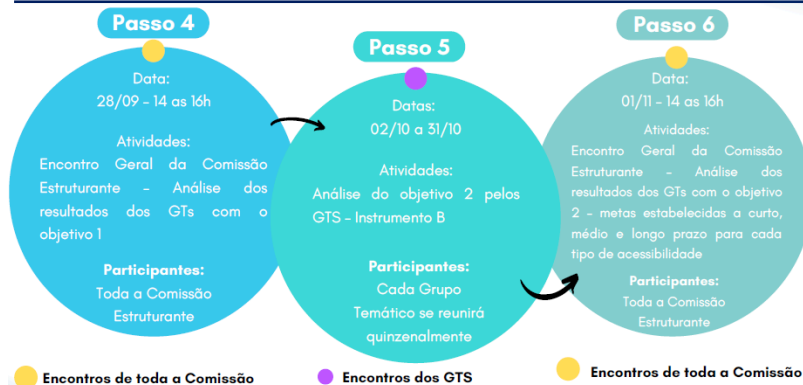 Passo 4
Data:
28/09 - 14 as 16h
Atividades:
Encontro Geral da Comissão
Estruturante - Análise dos
resultados dos GTs com o
objetivo 1
Participantes:
Toda a Comissão
Estruturante
Encontros de toda a Comissão
Passo 5
Datas:
02/10 a 31/10
Atividades:
Análise do objetivo 2 pelos
GTS - Instrumento B
Participantes:
Cada Grupo
Temático se reunirá
quinzenalmente
Encontros dos GTS
Passo 6
Data:
01/11 - 14 as 16h
Atividades:
Encontro Geral da Comissão
Estruturante - Análise dos
resultados dos GTs com o objetivo
2 - metas estabelecidas a curto,
médio e longo prazo para cada
tipo de acessibilidade
Participantes:
Toda a Comissão
Estruturante
Encontros de toda a Comissão